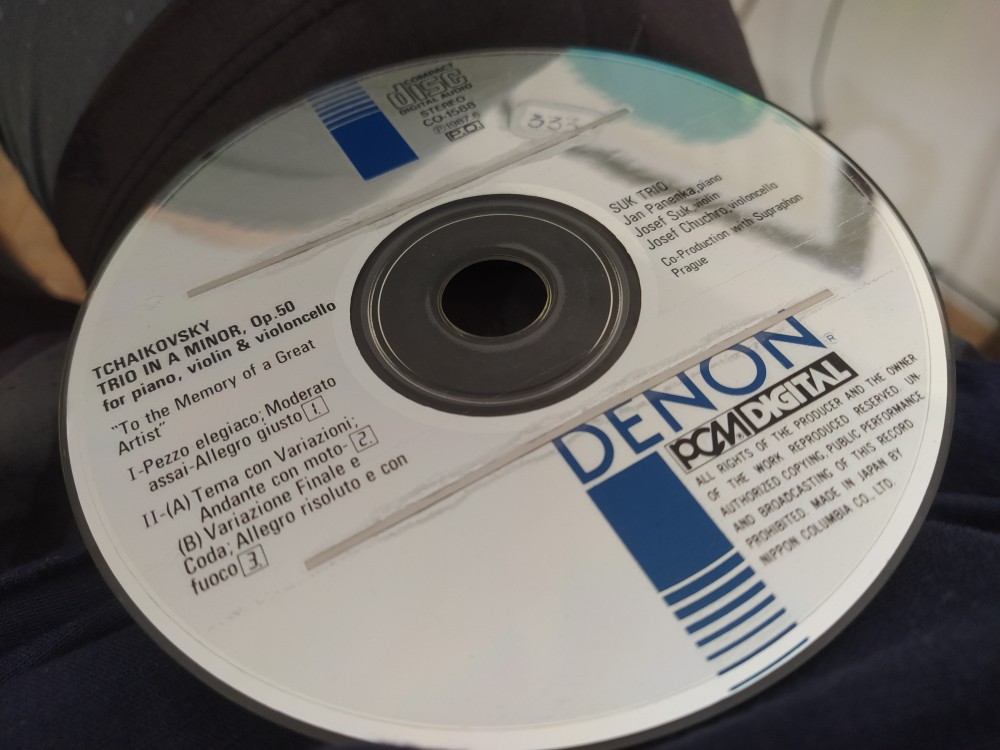 COMPACT
disc
DIGITAL AUDIO
STEREO
CO-1588
Ⓟ1987.6
P.O.
333
SUK TRIO
Jan Panenka, piano
Josef Suk, violin
Josef Chuchro, violoncello
Co-Production with Supraphon
Prague
TCHAIKOVSKY
TRIO IN A MINOR, Op.50
for piano, violin & violoncello
"To the Memory of a Great
Artist"
I-Pezzo elegiaco; Moderato
assai-Allegro giusto 1.
II-(A) Tema con Variazioni;
Andante con moto- 2.
(B) Variazione Finale e
Coda; Allegro risoluto e con
fuoco 3.
DENON®
PCM DIGITAL
ALL RIGHTS OF THE PRODUCER AND THE OWNER
OF THE WORK REPRODUCED RESERVED. UN-
AUTHORIZED COPYING, PUBLIC PERFORMANCE
AND BROADCASTING OF THIS RECORD
PROHIBITED. MADE IN JAPAN BY
NIPPON COLUMBIA CO., LTD.